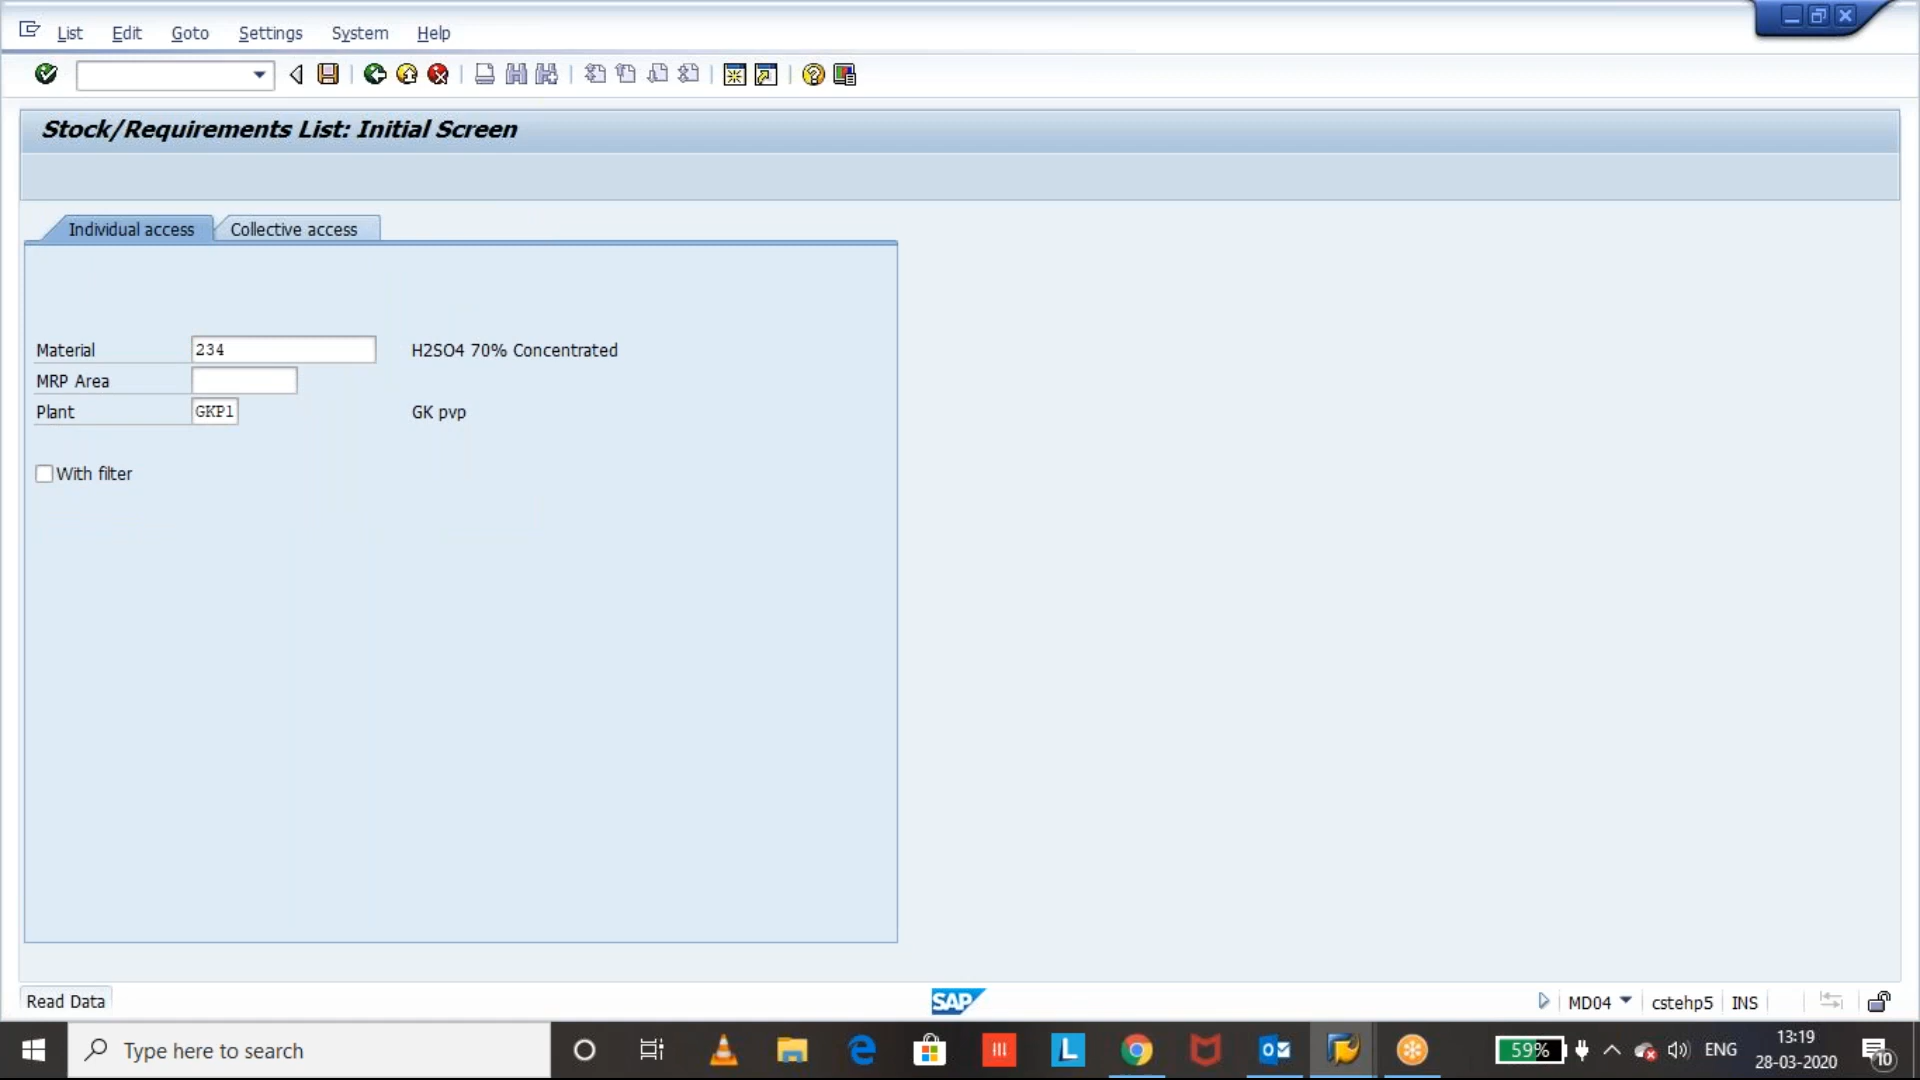 List Edit Goto Settings System Help
Stock/Requirements List: Initial Screen
Individual access Collective access
Material 234 H2SO4 70% Concentrated
MRP Area
Plant GKP1 GK pvp
With filter
Read Data SAP MD04 cstehp5 INS
Type here to search L 59% ENG 13:19
28-03-2020 10